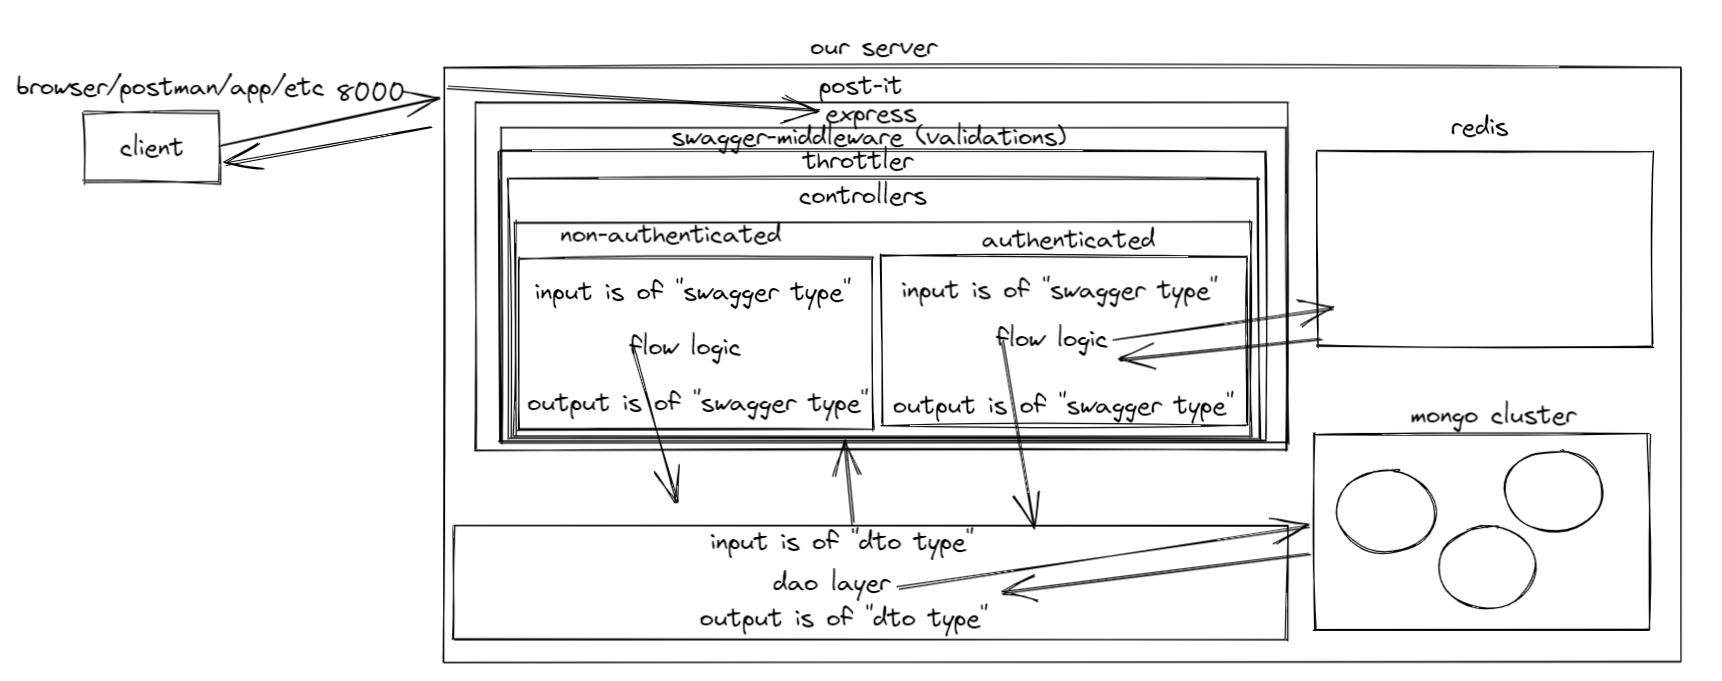 our server
browser/postman/app/etc 8000
client
post-it
express
swagger-middleware (validations)
throttler
controllers
non-authenticated
input is of "swagger type"
flow logic
output is of "swagger type"
authenticated
input is of "swagger type"
flow logic
output is of "swagger type"
redis
mongo cluster
input is of "dto type"
dao layer
output is of "dto type"